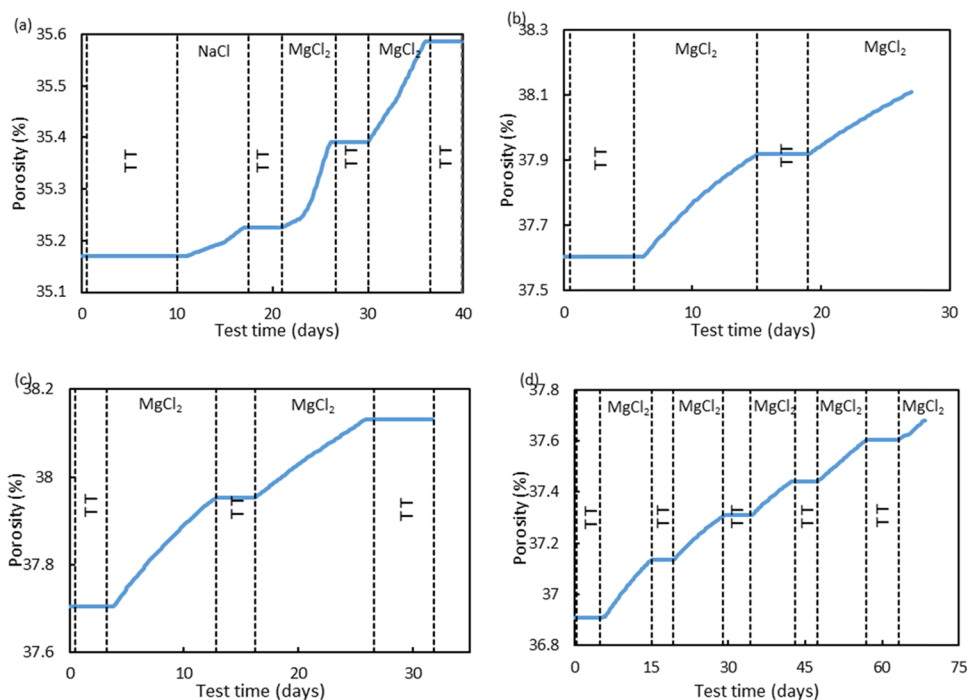 (a)
35.6
35.5
35.4
35.3
35.2
35.1
Porosity (%)
TT
NaCl
TT
MgCl₂
TT
MgCl₂
TT
0 10 20 30 40
Test time (days)
(b)
38.3
38.1
37.9
37.7
37.5
Porosity (%)
TT
MgCl₂
TT
MgCl₂
0 10 20 30
Test time (days)
(c)
38.2
38
37.8
37.6
Porosity (%)
TT
MgCl₂
TT
MgCl₂
TT
0 10 20 30
Test time (days)
(d)
37.8
37.6
37.4
37.2
37
36.8
Porosity (%)
TT
MgCl₂
TT
MgCl₂
TT
MgCl₂
TT
MgCl₂
TT
MgCl₂
0 15 30 45 60 75
Test time (days)